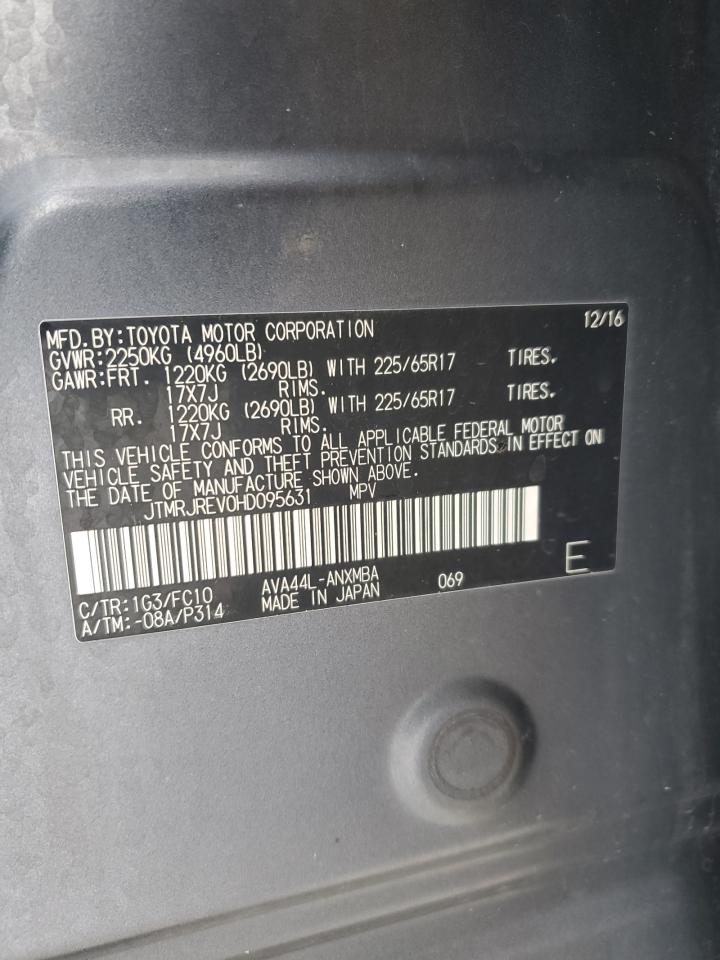 MFD. BY: TOYOTA MOTOR CORPORATION 12/16
GVWR: 2250KG (4960LB)
GAWR: FRT. 1220KG (2690LB) WITH 225/65R17 TIRES.
17X7J RIMS.
RR. 1220KG (2690LB) WITH 225/65R17 TIRES.
17X7J RIMS.
THIS VEHICLE CONFORMS TO ALL APPLICABLE FEDERAL MOTOR
VEHICLE SAFETY AND THEFT PREVENTION STANDARDS IN EFFECT ON
THE DATE OF MANUFACTURE SHOWN ABOVE.
JTMRJREV0HD095631 MPV
C/TR: 1G3/FC10 AVA44L-ANXMBA 069 E
A/TM: -08A/P314 MADE IN JAPAN